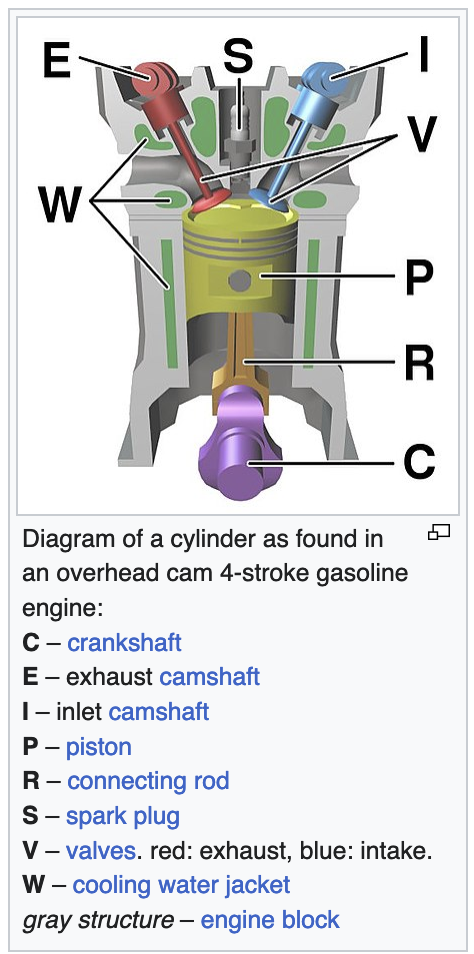 E
S
I
V
W
P
R
C
Diagram of a cylinder as found in
an overhead cam 4-stroke gasoline
engine:
C – crankshaft
E – exhaust camshaft
I – inlet camshaft
P – piston
R – connecting rod
S – spark plug
V – valves. red: exhaust, blue: intake.
W – cooling water jacket
gray structure – engine block